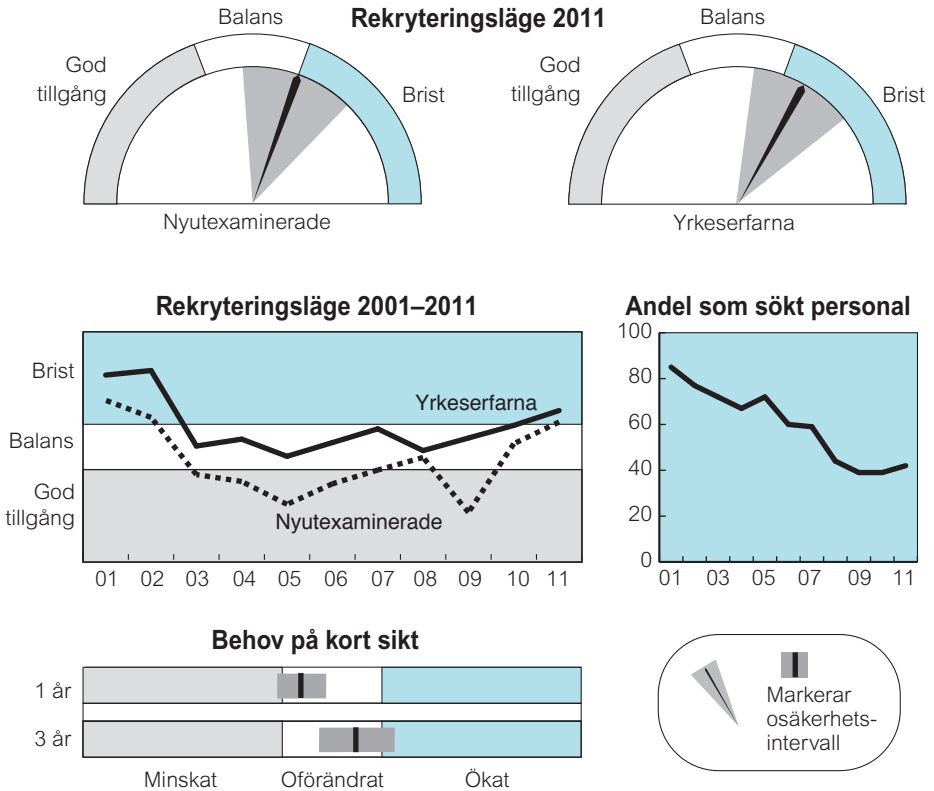 Rekryteringsläge 2011
Balans
God
tillgång
Brist
Nyutexaminerade
Balans
God
tillgång
Brist
Yrkeserfarna
Rekryteringsläge 2001–2011
Brist
Balans
God
tillgång
Yrkeserfarna
Nyutexaminerade
01 02 03 04 05 06 07 08 09 10 11
Andel som sökt personal
100
80
60
40
20
0
01 03 05 07 09 11
Behov på kort sikt
1 år
3 år
Minskat Oförändrat Ökat
Markerar
osäkerhets-
intervall